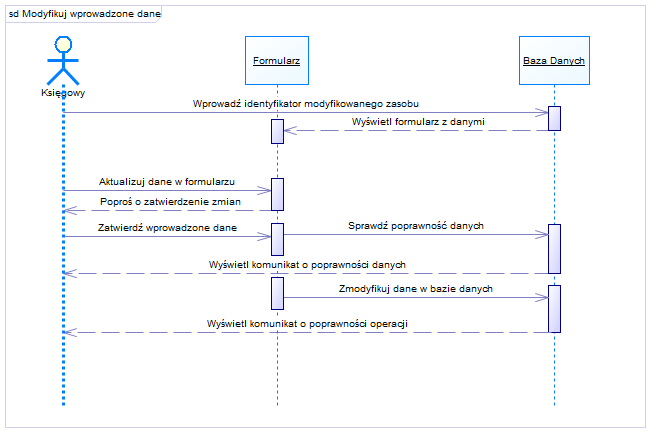 sd Modyfikuj wprowadzone dane
Księgowy
Formularz
Baza Danych
Wprowadź identyfikator modyfikowanego zasobu
Wyświetl formularz z danymi
Aktualizuj dane w formularzu
Poproś o zatwierdzenie zmian
Zatwierdź wprowadzone dane
Sprawdź poprawność danych
Wyświetl komunikat o poprawności danych
Zmodyfikuj dane w bazie danych
Wyświetl komunikat o poprawności operacji